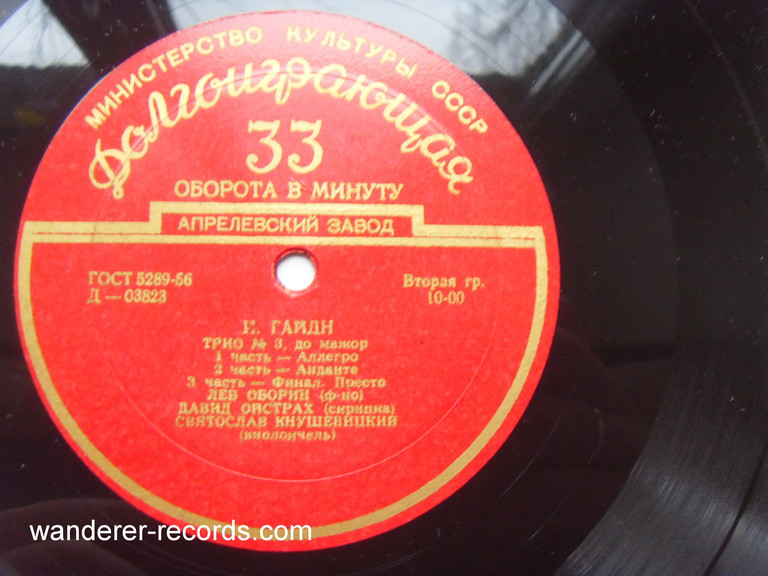 МИНИСТЕРСТВО КУЛЬТУРЫ СССР
Долгоиграющая
33
ОБОРОТА В МИНУТУ
АПРЕЛЕВСКИЙ ЗАВОД
ГОСТ 5289-56
Д — 03823
Вторая гр.
10-00
И. ГАЙДН
ТРИО № 3, до мажор
1 часть — Аллегро
2 часть — Анданте
3 часть — Финал. Престо
ЛЕВ ОБОРИН (ф-но)
ДАВИД ОЙСТРАХ (скрипка)
СВЯТОСЛАВ КНУШЕВИЦКИЙ
(виолончель)
wanderer-records.com